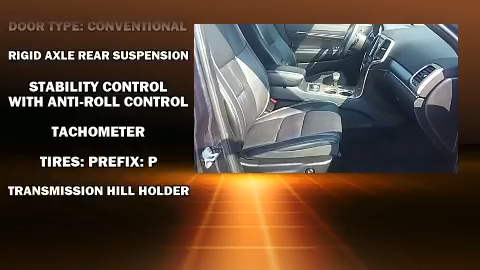 DOOR TYPE: CONVENTIONAL
RIGID AXLE REAR SUSPENSION
STABILITY CONTROL
WITH ANTI-ROLL CONTROL
TACHOMETER
TIRES: PREFIX: P
TRANSMISSION HILL HOLDER